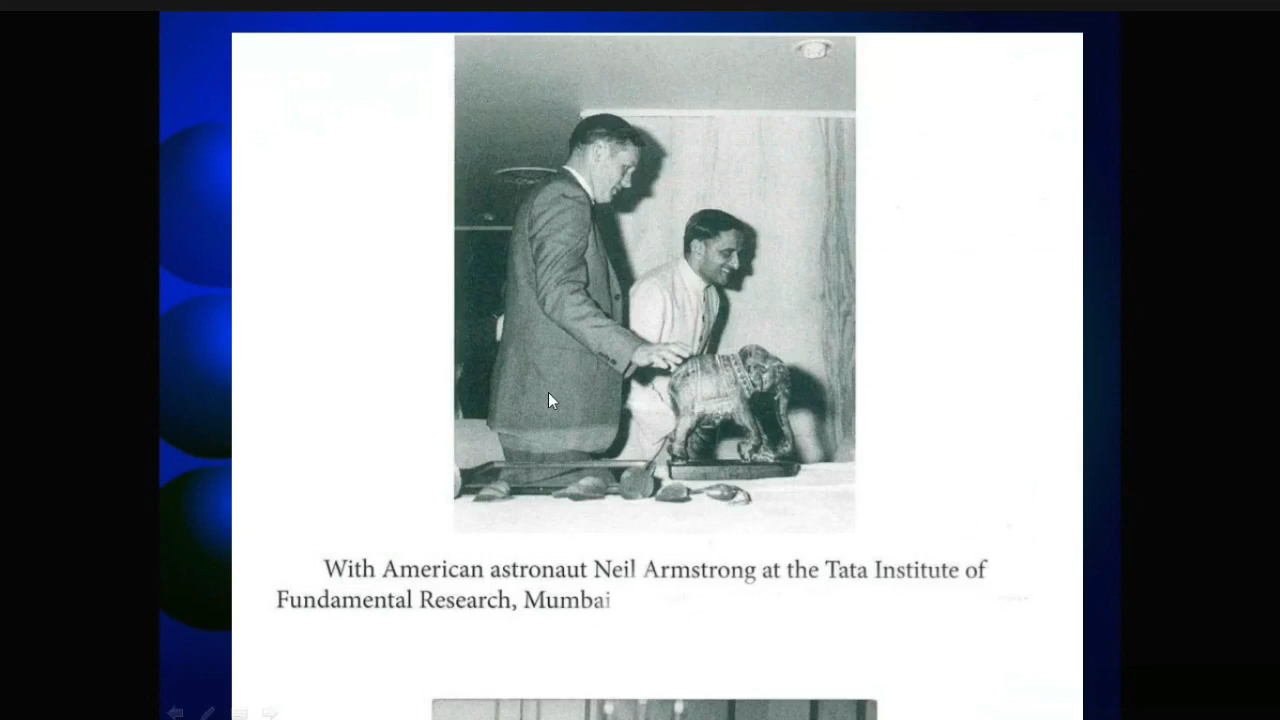 With American astronaut Neil Armstrong at the Tata Institute of
Fundamental Research, Mumbai